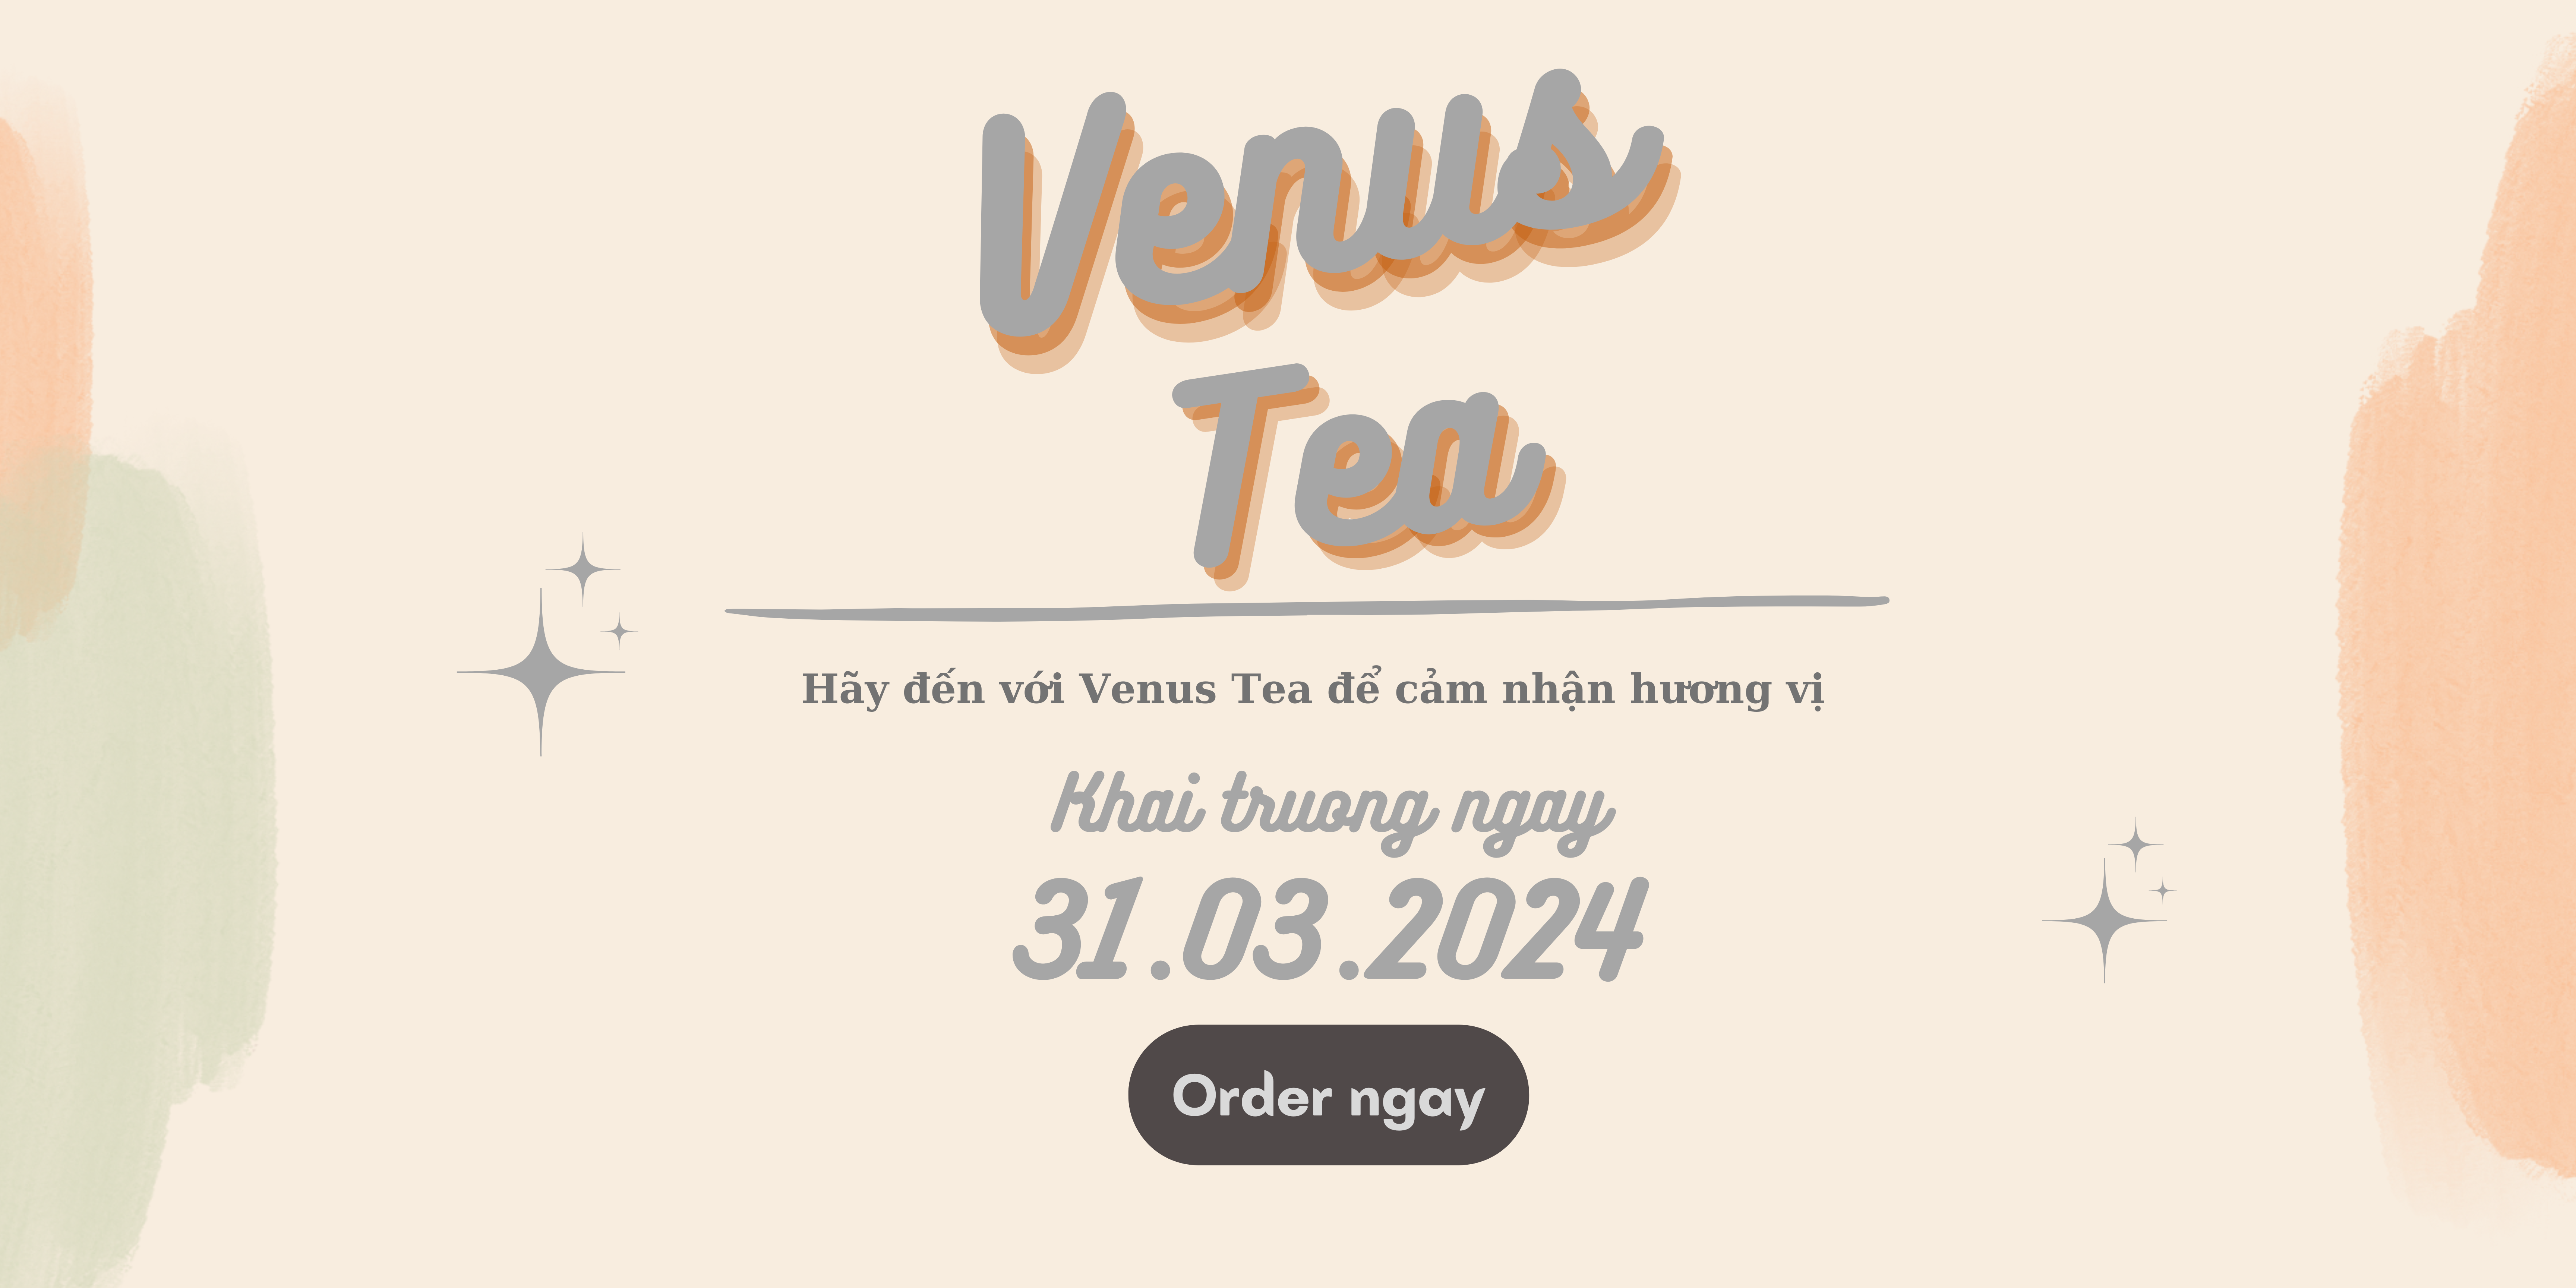 Venus
Tea
Hãy đến với Venus Tea để cảm nhận hương vị
Khai truong ngay
31.03.2024
Order ngay